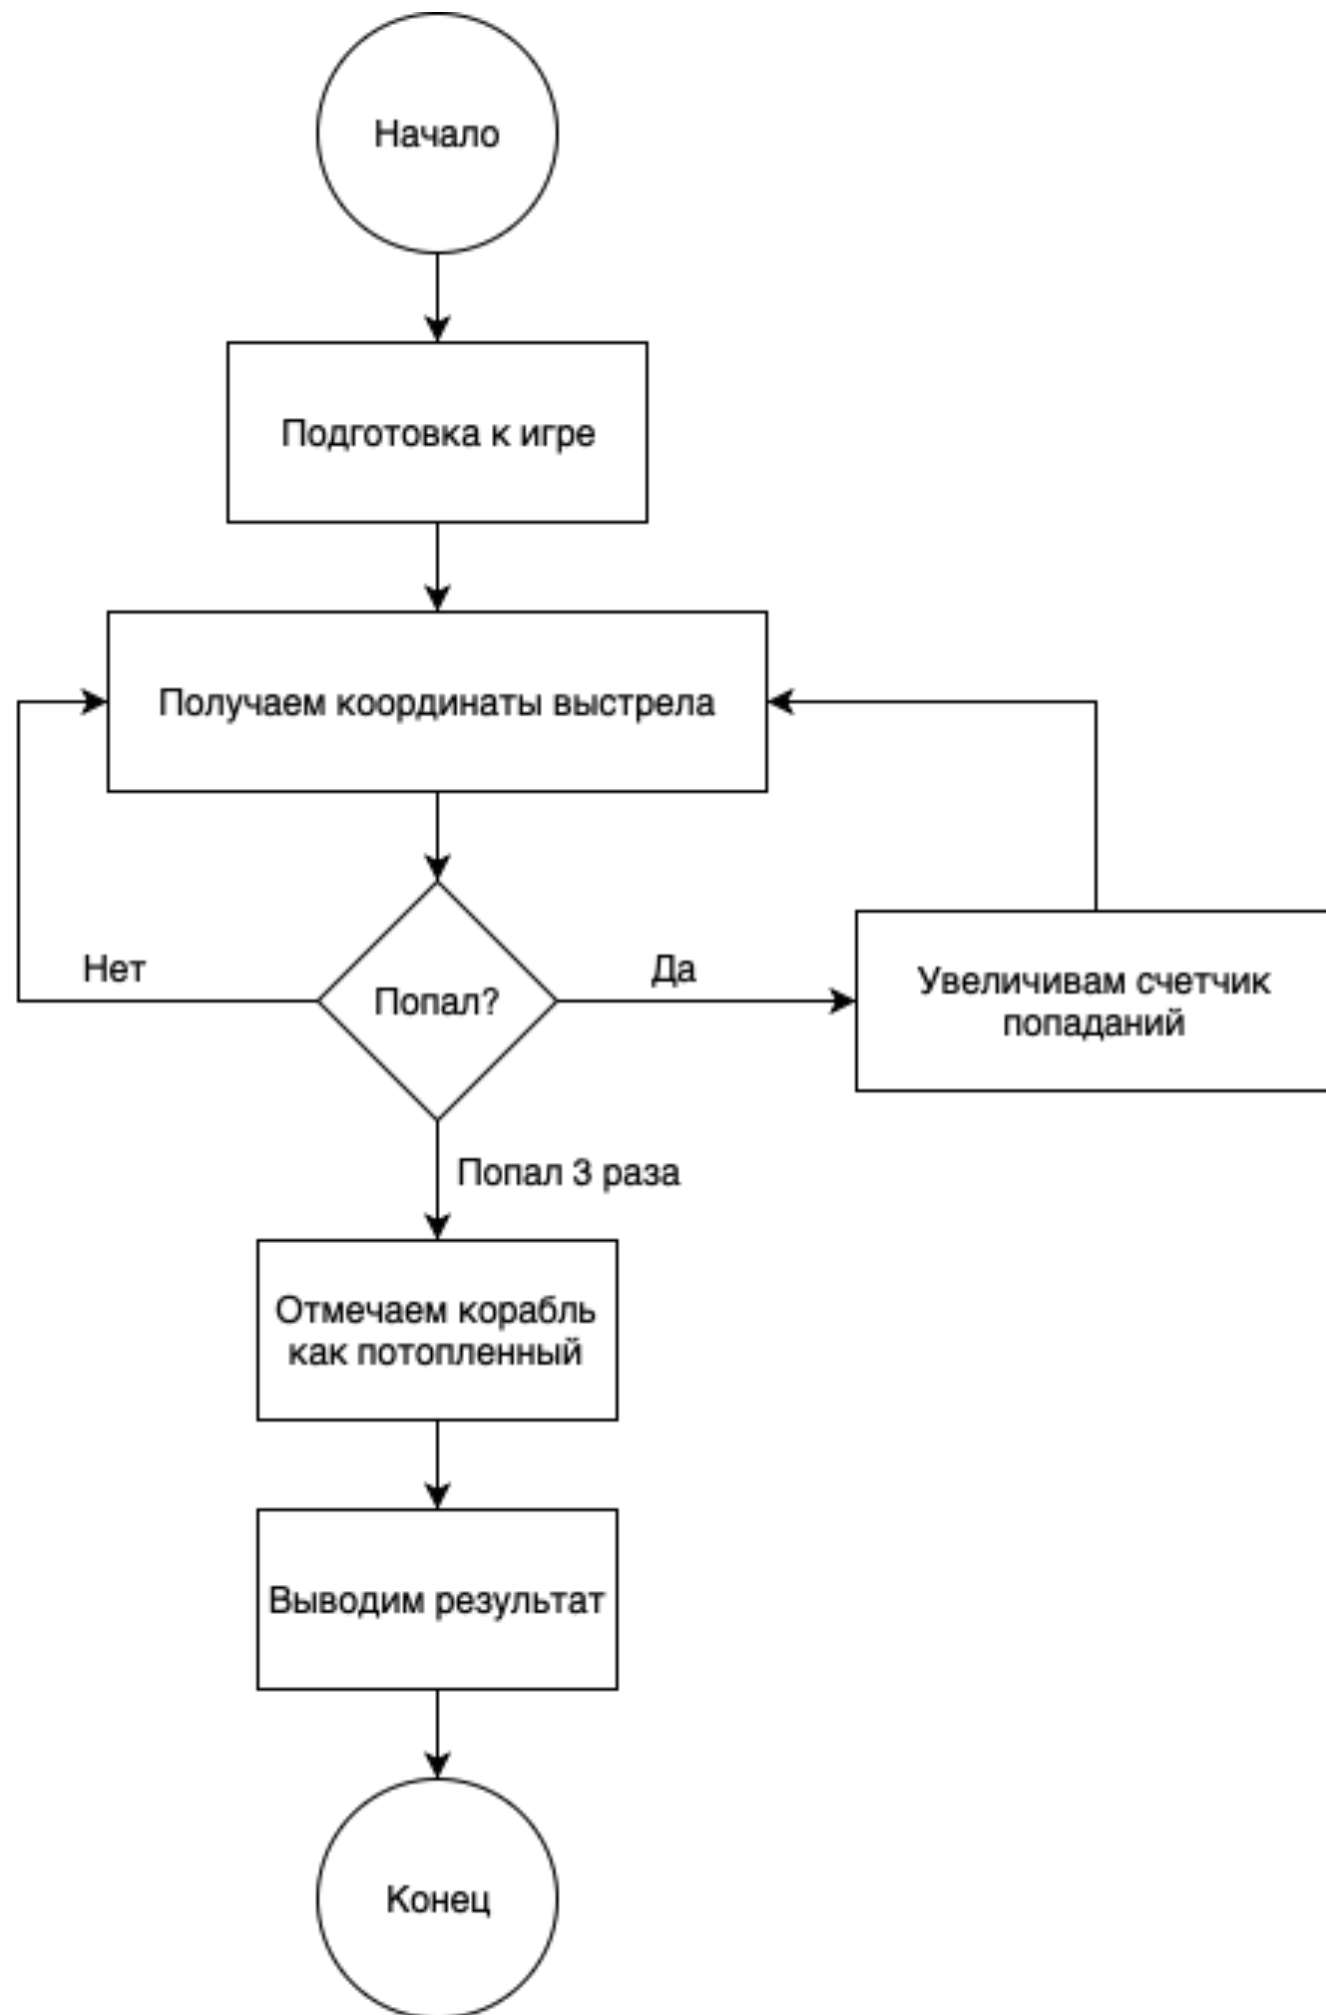 Начало
Подготовка к игре
Получаем координаты выстрела
Нет
Попал?
Да
Увеличивам счетчик
попаданий
Попал 3 раза
Отмечаем корабль
как потопленный
Выводим результат
Конец